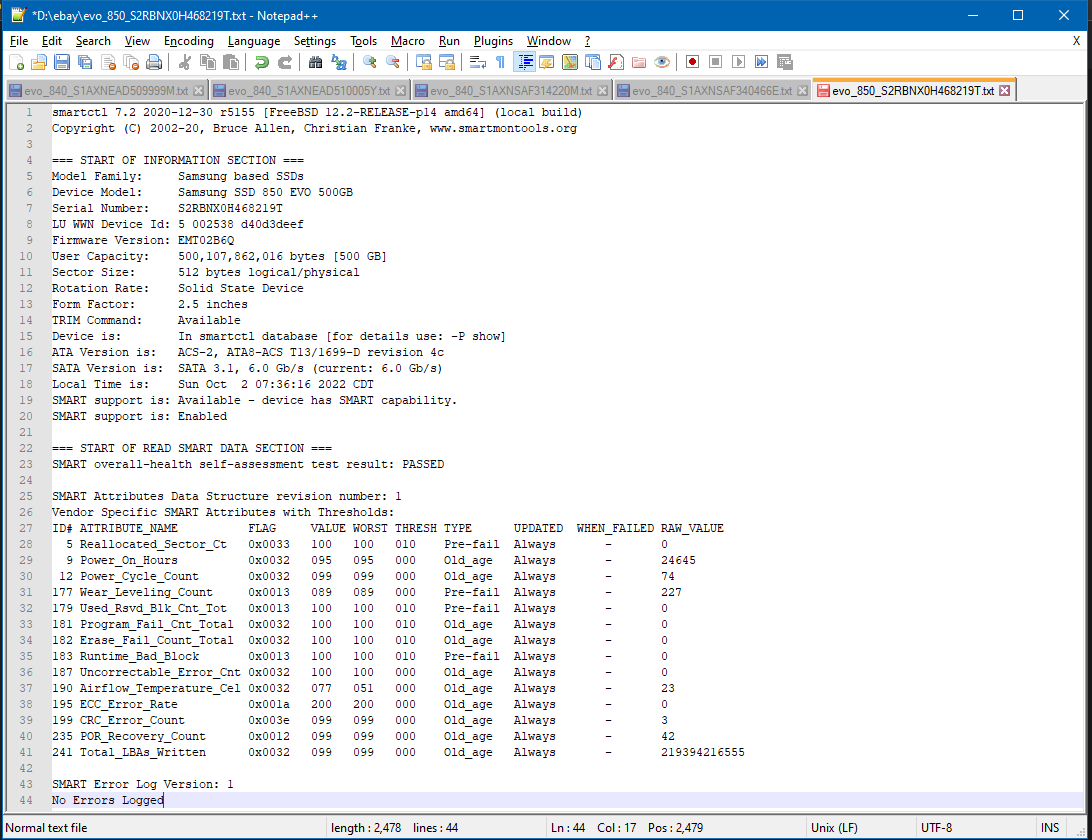 *D:\ebay\evo_850_S2RBNX0H468219T.txt - Notepad++
File Edit Search View Encoding Language Settings Tools Macro Run Plugins Window ? X
evo_840_S1AXNEAD509999M.txt evo_840_S1AXNEAD510005Y.txt evo_840_S1AXNSAF314220M.txt evo_840_S1AXNSAF340466E.txt evo_850_S2RBNX0H468219T.txt
1 smartctl 7.2 2020-12-30 r5155 [FreeBSD 12.2-RELEASE-p14 amd64] (local build)
2 Copyright (C) 2002-20, Bruce Allen, Christian Franke, www.smartmontools.org
3
4 === START OF INFORMATION SECTION ===
5 Model Family:     Samsung based SSDs
6 Device Model:     Samsung SSD 850 EVO 500GB
7 Serial Number:    S2RBNX0H468219T
8 LU WWN Device Id: 5 002538 d40d3deef
9 Firmware Version: EMT02B6Q
10 User Capacity:    500,107,862,016 bytes [500 GB]
11 Sector Size:      512 bytes logical/physical
12 Rotation Rate:    Solid State Device
13 Form Factor:      2.5 inches
14 TRIM Command:     Available
15 Device is:        In smartctl database [for details use: -P show]
16 ATA Version is:   ACS-2, ATA8-ACS T13/1699-D revision 4c
17 SATA Version is:  SATA 3.1, 6.0 Gb/s (current: 6.0 Gb/s)
18 Local Time is:    Sun Oct  2 07:36:16 2022 CDT
19 SMART support is: Available - device has SMART capability.
20 SMART support is: Enabled
21
22 === START OF READ SMART DATA SECTION ===
23 SMART overall-health self-assessment test result: PASSED
24
25 SMART Attributes Data Structure revision number: 1
26 Vendor Specific SMART Attributes with Thresholds:
27 ID# ATTRIBUTE_NAME          FLAG     VALUE WORST THRESH TYPE      UPDATED  WHEN_FAILED RAW_VALUE
28   5 Reallocated_Sector_Ct   0x0033   100   100   010    Pre-fail  Always       -       0
29   9 Power_On_Hours          0x0032   095   095   000    Old_age   Always       -       24645
30  12 Power_Cycle_Count       0x0032   099   099   000    Old_age   Always       -       74
31 177 Wear_Leveling_Count     0x0013   089   089   000    Pre-fail  Always       -       227
32 179 Used_Rsvd_Blk_Cnt_Tot   0x0013   100   100   010    Pre-fail  Always       -       0
33 181 Program_Fail_Cnt_Total  0x0032   100   100   010    Old_age   Always       -       0
34 182 Erase_Fail_Count_Total  0x0032   100   100   010    Old_age   Always       -       0
35 183 Runtime_Bad_Block       0x0013   100   100   010    Pre-fail  Always       -       0
36 187 Uncorrectable_Error_Cnt 0x0032   100   100   000    Old_age   Always       -       0
37 190 Airflow_Temperature_Cel 0x0032   077   051   000    Old_age   Always       -       23
38 195 ECC_Error_Rate          0x001a   200   200   000    Old_age   Always       -       0
39 199 CRC_Error_Count         0x003e   099   099   000    Old_age   Always       -       3
40 235 POR_Recovery_Count      0x0012   099   099   000    Old_age   Always       -       42
41 241 Total_LBAs_Written      0x0032   099   099   000    Old_age   Always       -       219394216555
42
43 SMART Error Log Version: 1
44 No Errors Logged
Normal text file length : 2,478 lines : 44 Ln : 44 Col : 17 Pos : 2,479 Unix (LF) UTF-8 INS